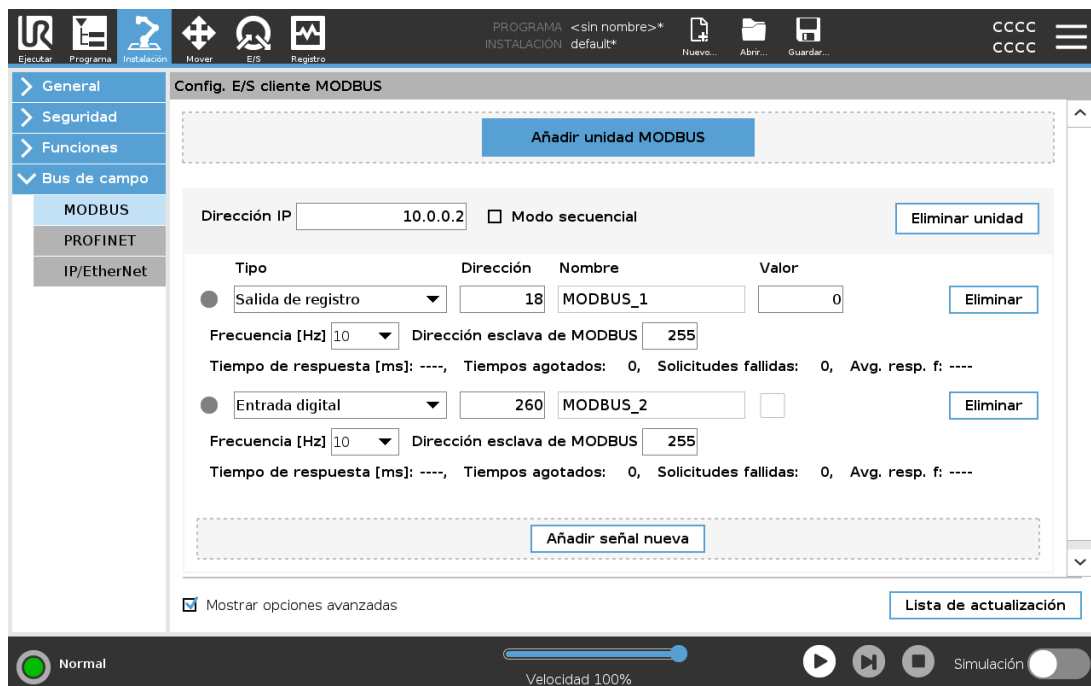 PROGRAMA <sin nombre>*
INSTALACIÓN default*
CCCC
CCCC
Ejecutar Programa Instalación Mover E/S Registro Nuevo... Abrir... Guardar...
General
Seguridad
Funciones
Bus de campo
MODBUS
PROFINET
IP/EtherNet
Config. E/S cliente MODBUS
Añadir unidad MODBUS
Dirección IP 10.0.0.2 Modo secuencial Eliminar unidad
Tipo Dirección Nombre Valor
Salida de registro 18 MODBUS_1 0 Eliminar
Frecuencia [Hz] 10 Dirección esclava de MODBUS 255
Tiempo de respuesta [ms]: ----, Tiempos agotados: 0, Solicitudes fallidas: 0, Avg. resp. f: ----
Entrada digital 260 MODBUS_2 Eliminar
Frecuencia [Hz] 10 Dirección esclava de MODBUS 255
Tiempo de respuesta [ms]: ----, Tiempos agotados: 0, Solicitudes fallidas: 0, Avg. resp. f: ----
Añadir señal nueva
Mostrar opciones avanzadas Lista de actualización
Normal
Velocidad 100%
Simulación